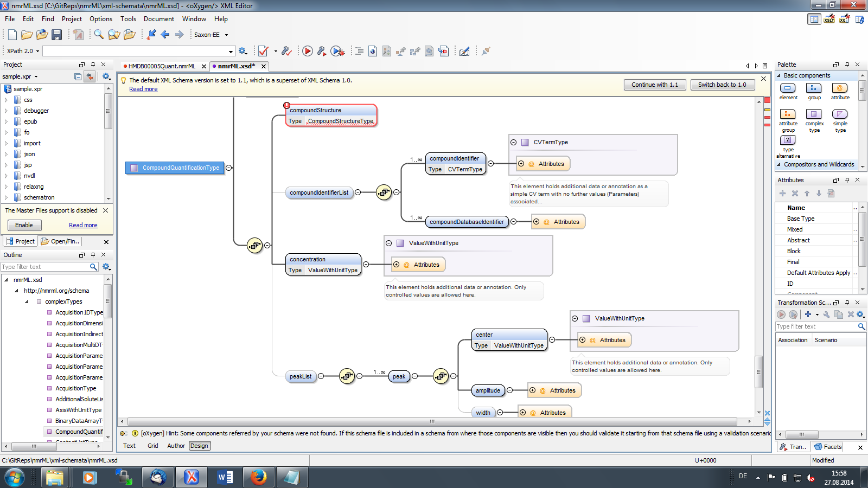 nmrML.xsd [C:\GitReps\nmrML\xml-schemata\nmrML.xsd] - <oXygen/> XML Editor
File Edit Find Project Options Tools Document Window Help
Saxon-EE
XPath 2.0
Project
sample.xpr
sample.xpr
css
debugger
epub
fo
import
json
jsp
nvdl
relaxng
schematron
The Master Files support is disabled
Enable Read more
Project Open/Fin...
Outline
Type filter text
nmrML.xsd
http://nmrml.org/schema
complexTypes
Acquisition IDType
AcquisitionDimensi
AcquisitionIndirect
AcquisitionMultiDT
AcquisitionParame
AcquisitionParame
AcquisitionParame
AcquisitionType
AdditionalSoluteLis
AxisWithUnitType
BinaryDataArrayT
CompoundQuantif
HMDB00005Quant.nmrML nmrML.xsd*
The default XML Schema version is set to 1.1, which is a superset of XML Schema 1.0.
Read more
Continue with 1.1 Switch back to 1.0
compoundStructure
Type CompoundStructureType
CompoundQuantificationType
compoundIdentifierList
1..∞
compoundIdentifier
Type CVTermType
CVTermType
Attributes
This element holds additional data or annotation as a
simple CV term with no further values (Parameters)
associated.
1..∞
compoundDatabaseIdentifier
Attributes
concentration
Type ValueWithUnitType
ValueWithUnitType
Attributes
This element holds additional data or annotation. Only
controlled values are allowed here.
peakList
1..∞
peak
center
Type ValueWithUnitType
ValueWithUnitType
Attributes
This element holds additional data or annotation. Only
controlled values are allowed here.
amplitude
Attributes
width
Attributes
[oXygen] Hint: Some components referred by your schema were not found. If this schema file is included in a schema from where those components are visible then you should validate it starting from that schema file using a validation scenario
Text Grid Author Design
Palette
Basic components
element group attribute
attribute group complex type simple type
type alternative
Compositors and Wildcards
Attributes
Name
Base Type
Mixed
Abstract
Block
Final
Default Attributes Apply
ID
Transformation Sc...
Type filter text
Association Scenario
Tran... Facets
C:\GitReps\nmrML\xml-schemata\nmrML.xsd
U+0000
Modified
DE
15:58
27.08.2014